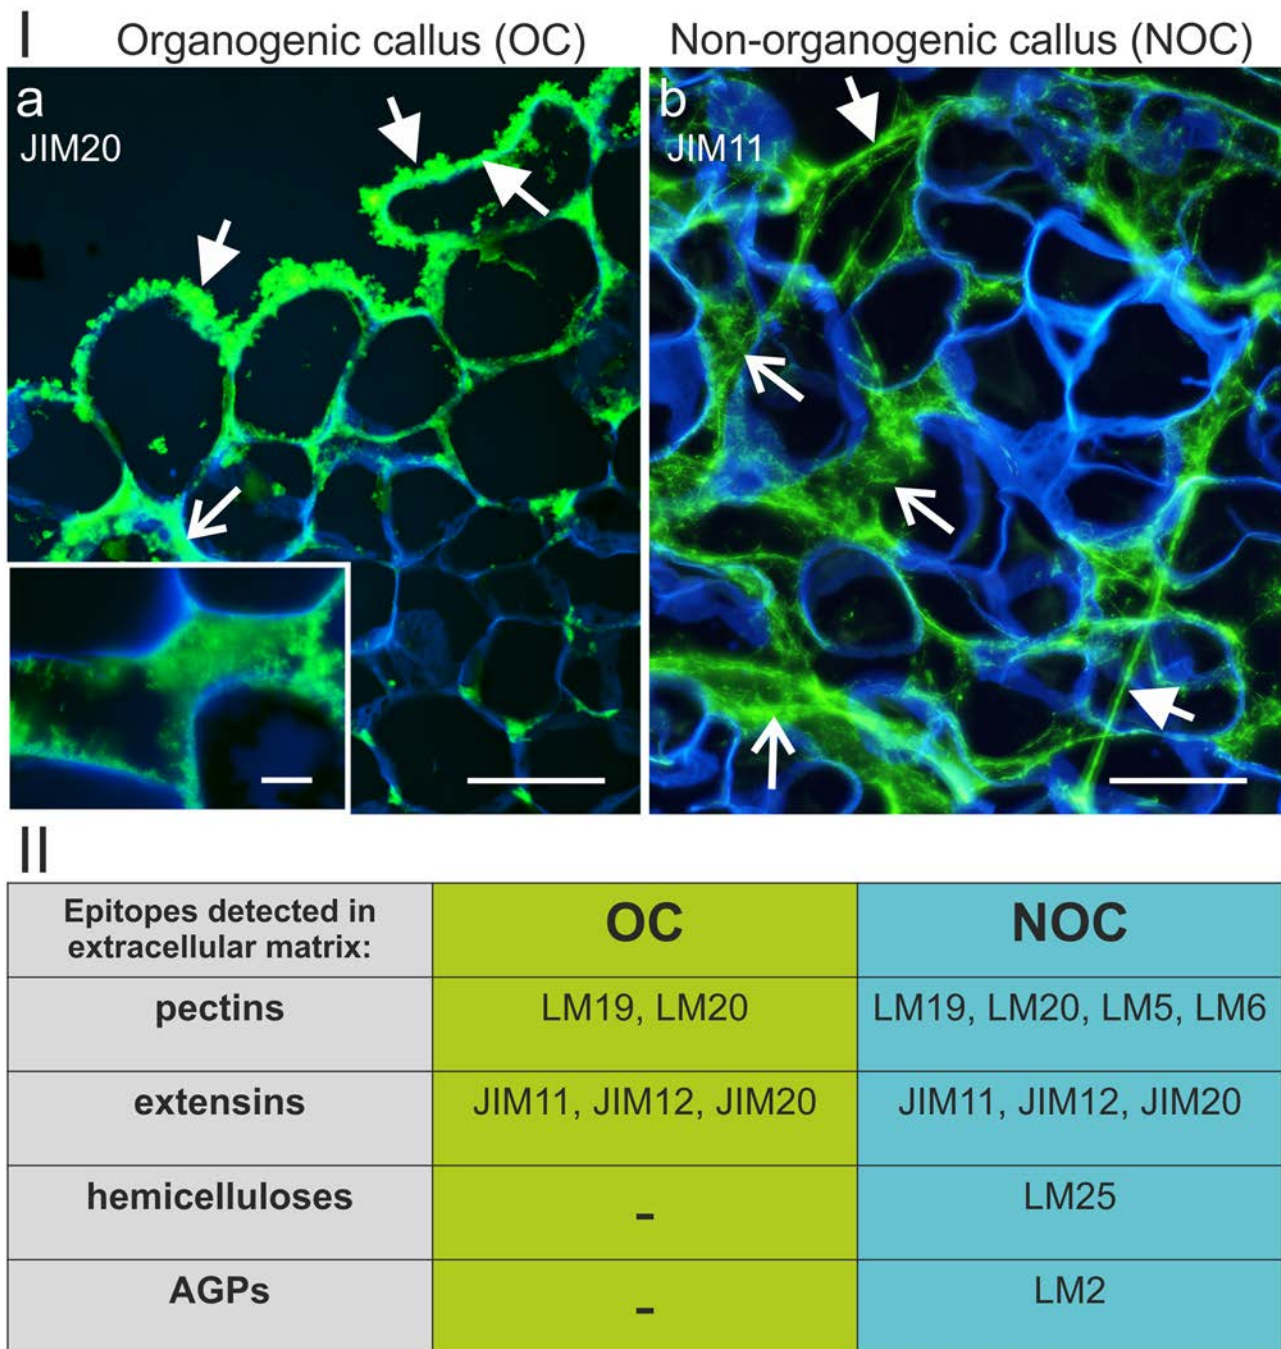 I
Organogenic callus (OC)
Non-organogenic callus (NOC)
a
JIM20
b
JIM11
II
Epitopes detected in
extracellular matrix:
OC
NOC
pectins
LM19, LM20
LM19, LM20, LM5, LM6
extensins
JIM11, JIM12, JIM20
JIM11, JIM12, JIM20
hemicelluloses
-
LM25
AGPs
-
LM2